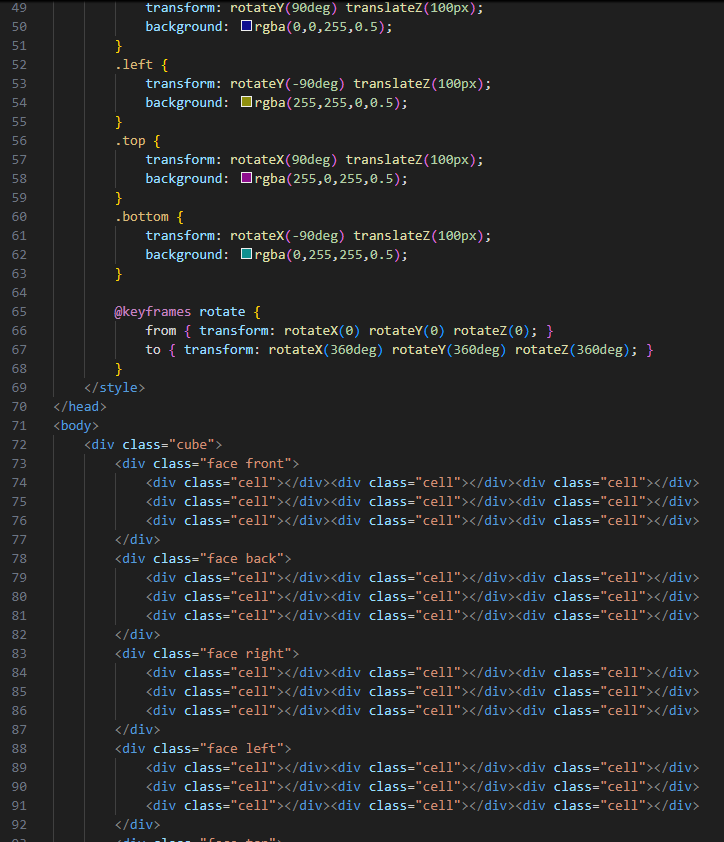 49 transform: rotateY(90deg) translateZ(100px);
50 background: rgba(0,0,255,0.5);
51 }
52 .left {
53 transform: rotateY(-90deg) translateZ(100px);
54 background: rgba(255,255,0,0.5);
55 }
56 .top {
57 transform: rotateX(90deg) translateZ(100px);
58 background: rgba(255,0,255,0.5);
59 }
60 .bottom {
61 transform: rotateX(-90deg) translateZ(100px);
62 background: rgba(0,255,255,0.5);
63 }
64
65 @keyframes rotate {
66 from { transform: rotateX(0) rotateY(0) rotateZ(0); }
67 to { transform: rotateX(360deg) rotateY(360deg) rotateZ(360deg); }
68 }
69 </style>
70 </head>
71 <body>
72 <div class="cube">
73 <div class="face front">
74 <div class="cell"></div><div class="cell"></div><div class="cell"></div>
75 <div class="cell"></div><div class="cell"></div><div class="cell"></div>
76 <div class="cell"></div><div class="cell"></div><div class="cell"></div>
77 </div>
78 <div class="face back">
79 <div class="cell"></div><div class="cell"></div><div class="cell"></div>
80 <div class="cell"></div><div class="cell"></div><div class="cell"></div>
81 <div class="cell"></div><div class="cell"></div><div class="cell"></div>
82 </div>
83 <div class="face right">
84 <div class="cell"></div><div class="cell"></div><div class="cell"></div>
85 <div class="cell"></div><div class="cell"></div><div class="cell"></div>
86 <div class="cell"></div><div class="cell"></div><div class="cell"></div>
87 </div>
88 <div class="face left">
89 <div class="cell"></div><div class="cell"></div><div class="cell"></div>
90 <div class="cell"></div><div class="cell"></div><div class="cell"></div>
91 <div class="cell"></div><div class="cell"></div><div class="cell"></div>
92 </div>